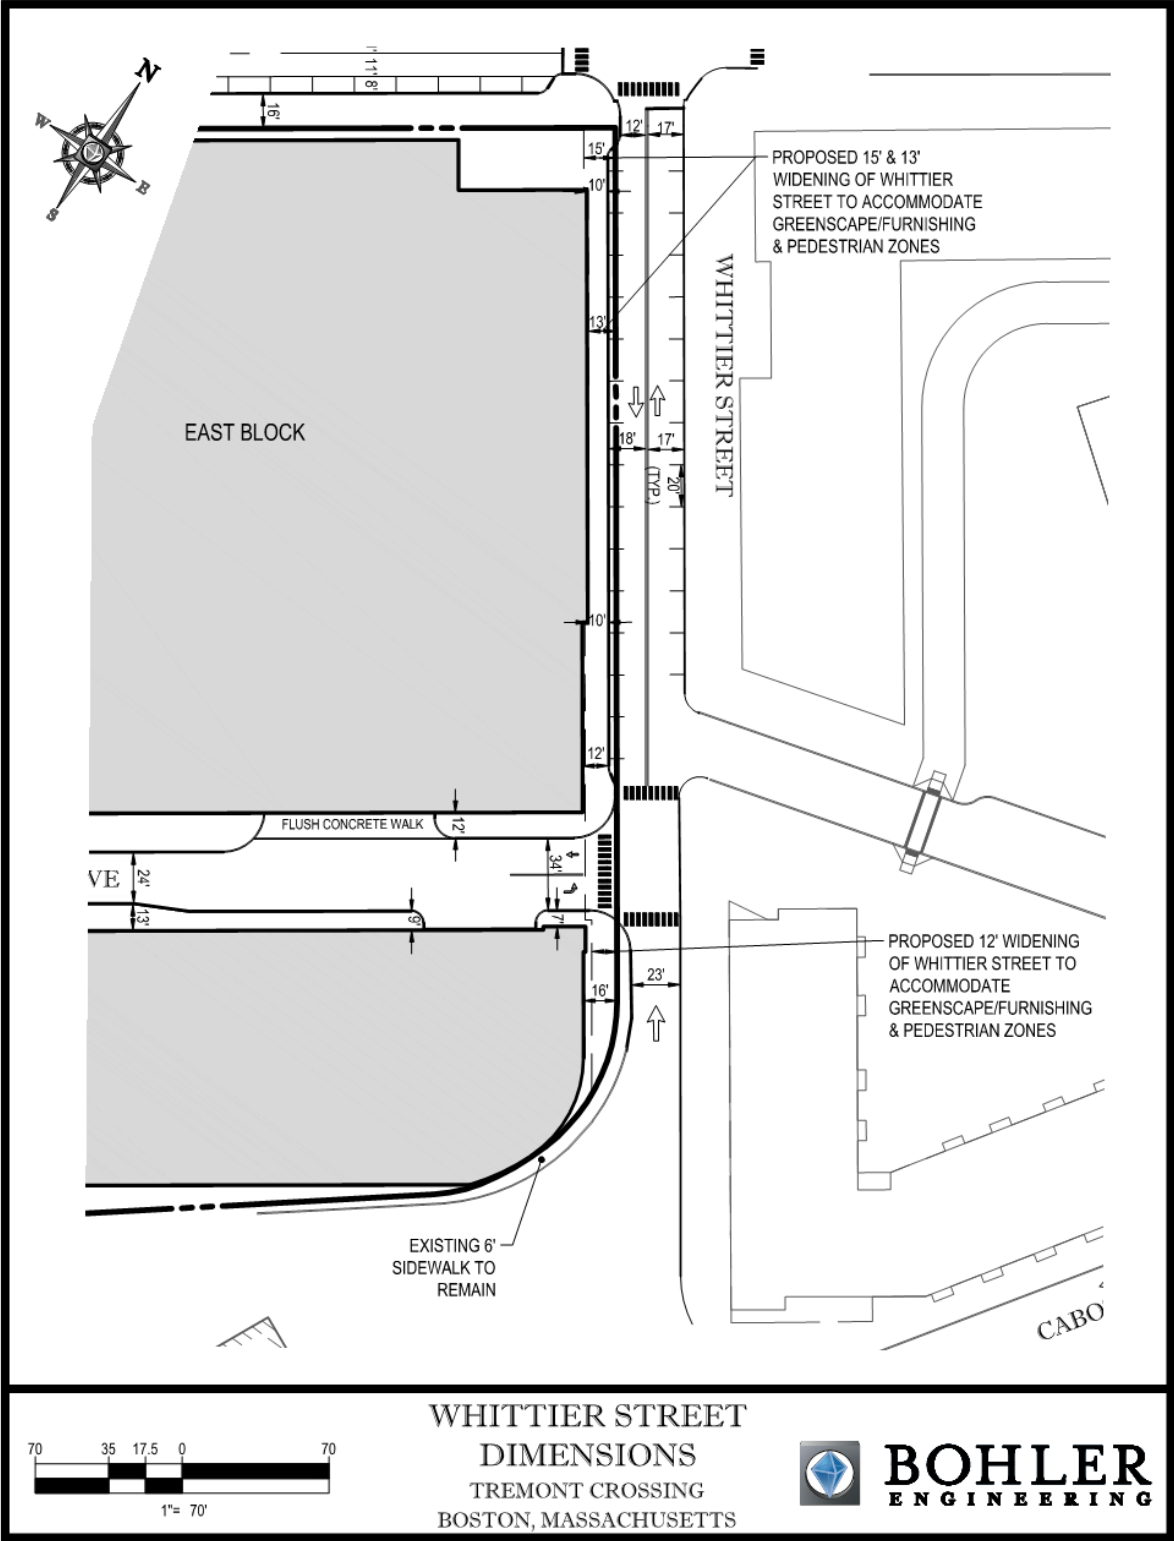 N
W
E
S
11'
8'
16'
12'
17'
15'
10'
PROPOSED 15' & 13'
WIDENING OF WHITTIER
STREET TO ACCOMMODATE
GREENSCAPE/FURNISHING
& PEDESTRIAN ZONES
WHITTIER STREET
13'
EAST BLOCK
18'
17'
(TYP.)
20'
10'
12'
FLUSH CONCRETE WALK
12'
34'
VE
24'
13'
9'
7'
PROPOSED 12' WIDENING
OF WHITTIER STREET TO
ACCOMMODATE
GREENSCAPE/FURNISHING
& PEDESTRIAN ZONES
23'
16'
EXISTING 6'
SIDEWALK TO
REMAIN
CABO
70 35 17.5 0 70
1"= 70'
WHITTIER STREET
DIMENSIONS
TREMONT CROSSING
BOSTON, MASSACHUSETTS
BOHLER
ENGINEERING